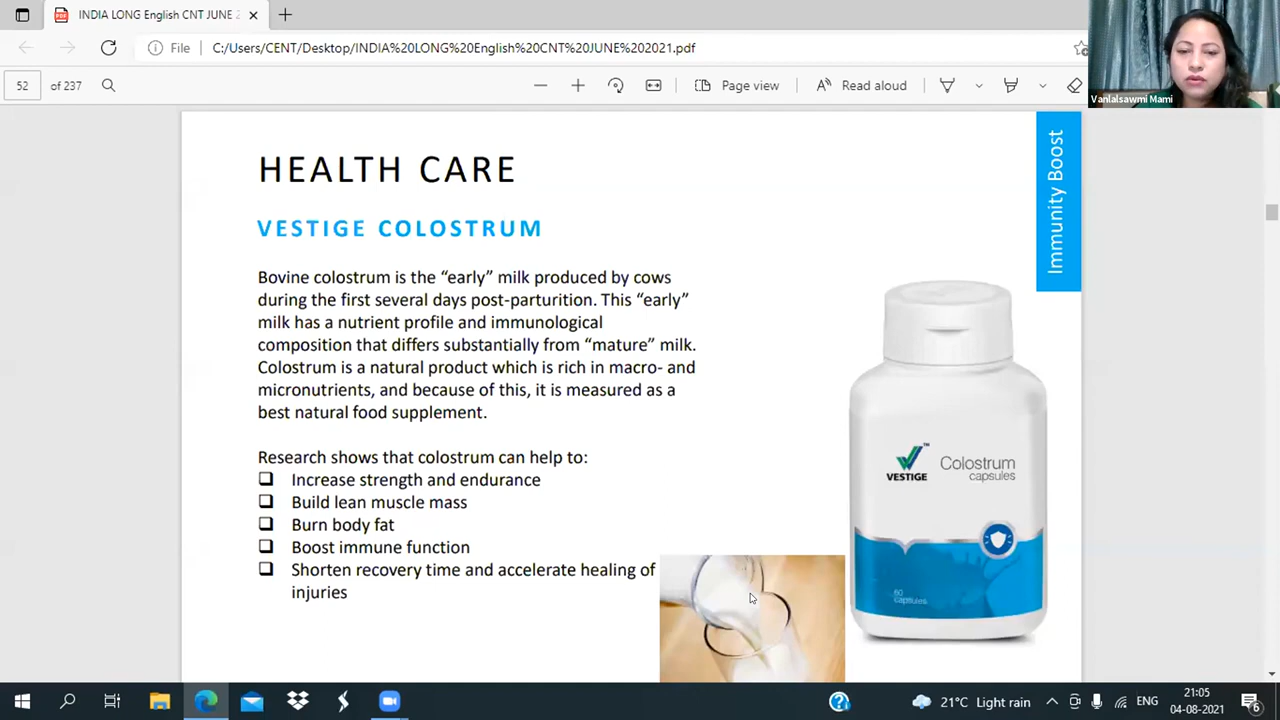 INDIA LONG English CNT JUNE 2
File C:/Users/CENT/Desktop/INDIA%20LONG%20English%20CNT%20JUNE%202021.pdf
52 of 237
Page view
Read aloud
Vanlalsawmi Mami
HEALTH CARE
Immunity Boost
VESTIGE COLOSTRUM
Bovine colostrum is the “early” milk produced by cows
during the first several days post-parturition. This “early”
milk has a nutrient profile and immunological
composition that differs substantially from “mature” milk.
Colostrum is a natural product which is rich in macro- and
micronutrients, and because of this, it is measured as a
best natural food supplement.
Research shows that colostrum can help to:
Increase strength and endurance
Build lean muscle mass
Burn body fat
Boost immune function
Shorten recovery time and accelerate healing of
injuries
VESTIGE
TM
Colostrum
capsules
60
capsules
21°C Light rain
ENG
21:05
04-08-2021
6